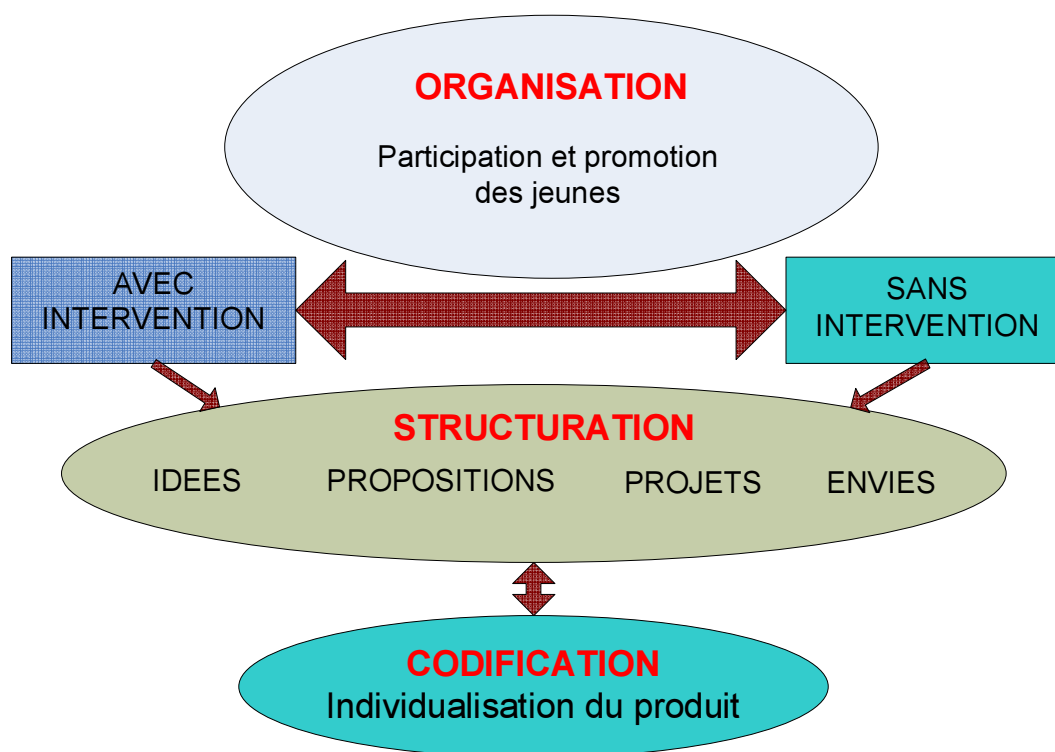 ORGANISATION
Participation et promotion
des jeunes
AVEC
INTERVENTION
SANS
INTERVENTION
STRUCTURATION
IDEES PROPOSITIONS PROJETS ENVIES
CODIFICATION
Individualisation du produit